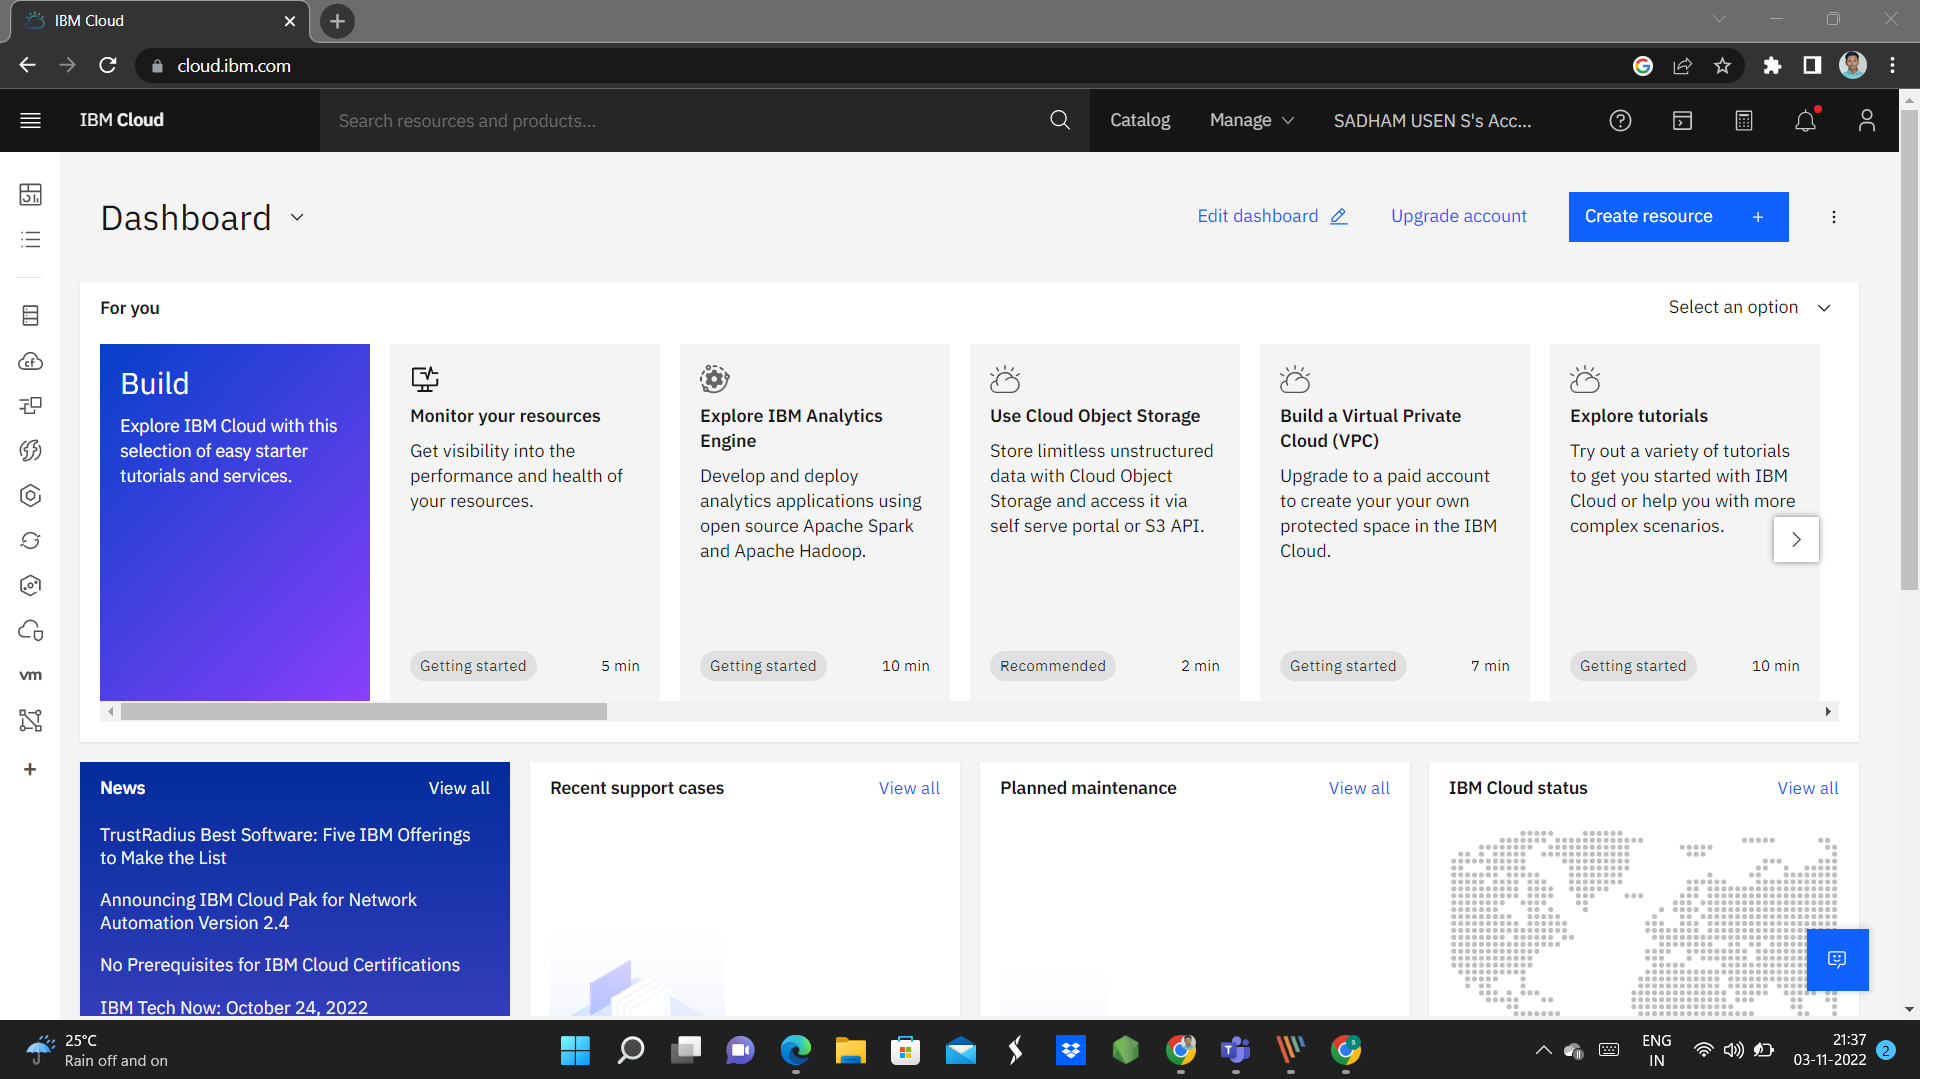 IBM Cloud
cloud.ibm.com
IBM Cloud
Search resources and products...
Catalog
Manage
SADHAM USEN S's Acc...
Dashboard
Edit dashboard
Upgrade account
Create resource +
For you
Select an option
Build
Explore IBM Cloud with this
selection of easy starter
tutorials and services.
Monitor your resources
Get visibility into the
performance and health of
your resources.
Getting started 5 min
Explore IBM Analytics
Engine
Develop and deploy
analytics applications using
open source Apache Spark
and Apache Hadoop.
Getting started 10 min
Use Cloud Object Storage
Store limitless unstructured
data with Cloud Object
Storage and access it via
self serve portal or S3 API.
Recommended 2 min
Build a Virtual Private
Cloud (VPC)
Upgrade to a paid account
to create your your own
protected space in the IBM
Cloud.
Getting started 7 min
Explore tutorials
Try out a variety of tutorials
to get you started with IBM
Cloud or help you with more
complex scenarios.
Getting started 10 min
cf
vm
News View all
TrustRadius Best Software: Five IBM Offerings
to Make the List
Announcing IBM Cloud Pak for Network
Automation Version 2.4
No Prerequisites for IBM Cloud Certifications
IBM Tech Now: October 24, 2022
Recent support cases View all
Planned maintenance View all
IBM Cloud status View all
25°C
Rain off and on
ENG
IN
21:37
03-11-2022
2